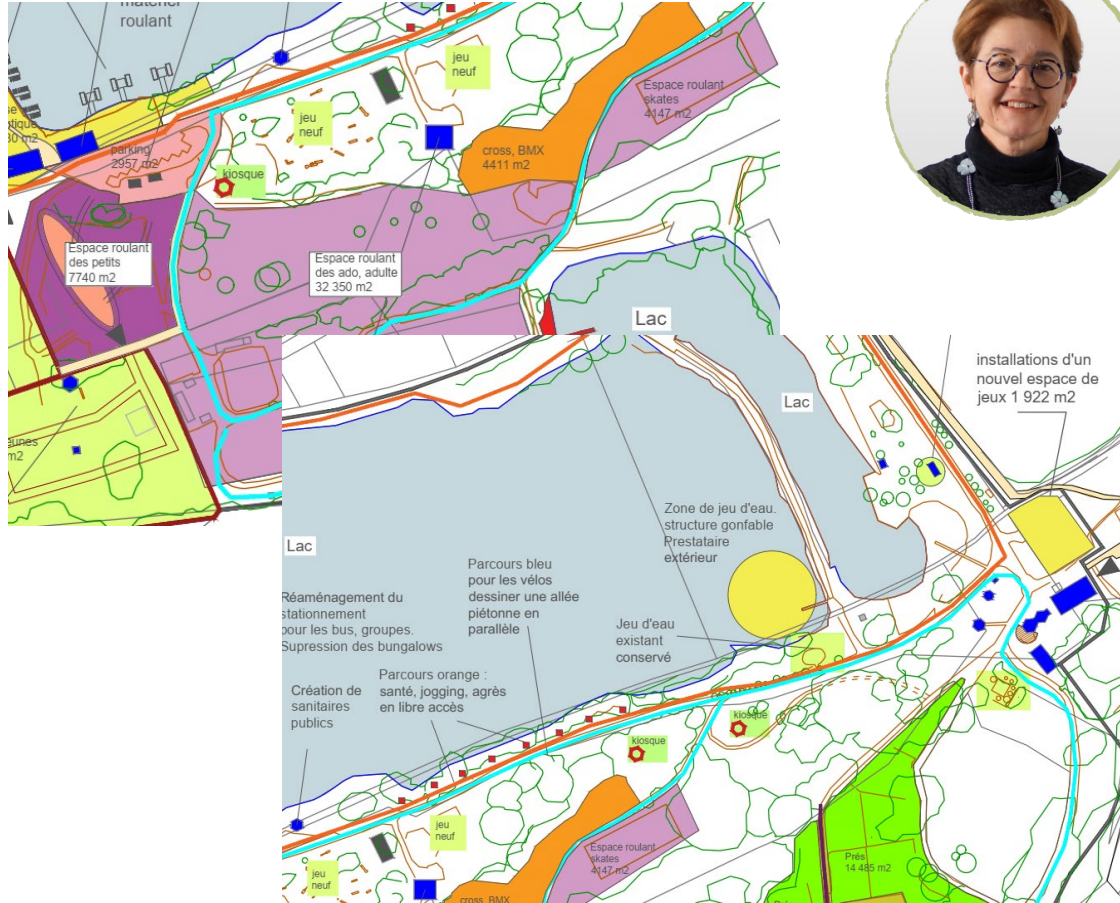 matériel
roulant
jeu
neuf
jeu
neuf
Espace roulant
skates
4147 m2
parking
2957 m2
cross, BMX
4411 m2
kiosque
Espace roulant
des petits
7740 m2
Espace roulant
des ado, adulte
32 350 m2
m2
Lac
installations d'un
nouvel espace de
jeux 1 922 m2
Lac
Zone de jeu d'eau.
structure gonfable
Prestataire
extérieur
Lac
Parcours bleu
pour les vélos
dessiner une allée
piétonne en
parallèle
Réaménagement du
stationnement
pour les bus, groupes.
Supression des bungalows
Jeu d'eau
existant
conservé
Parcours orange :
santé, jogging, agrès
en libre accès
Création de
sanitaires
publics
kiosque
kiosque
jeu
neuf
Espace roulant
skates
4147 m2
Prés
14 485 m2
jeu
neuf
cross, BMX